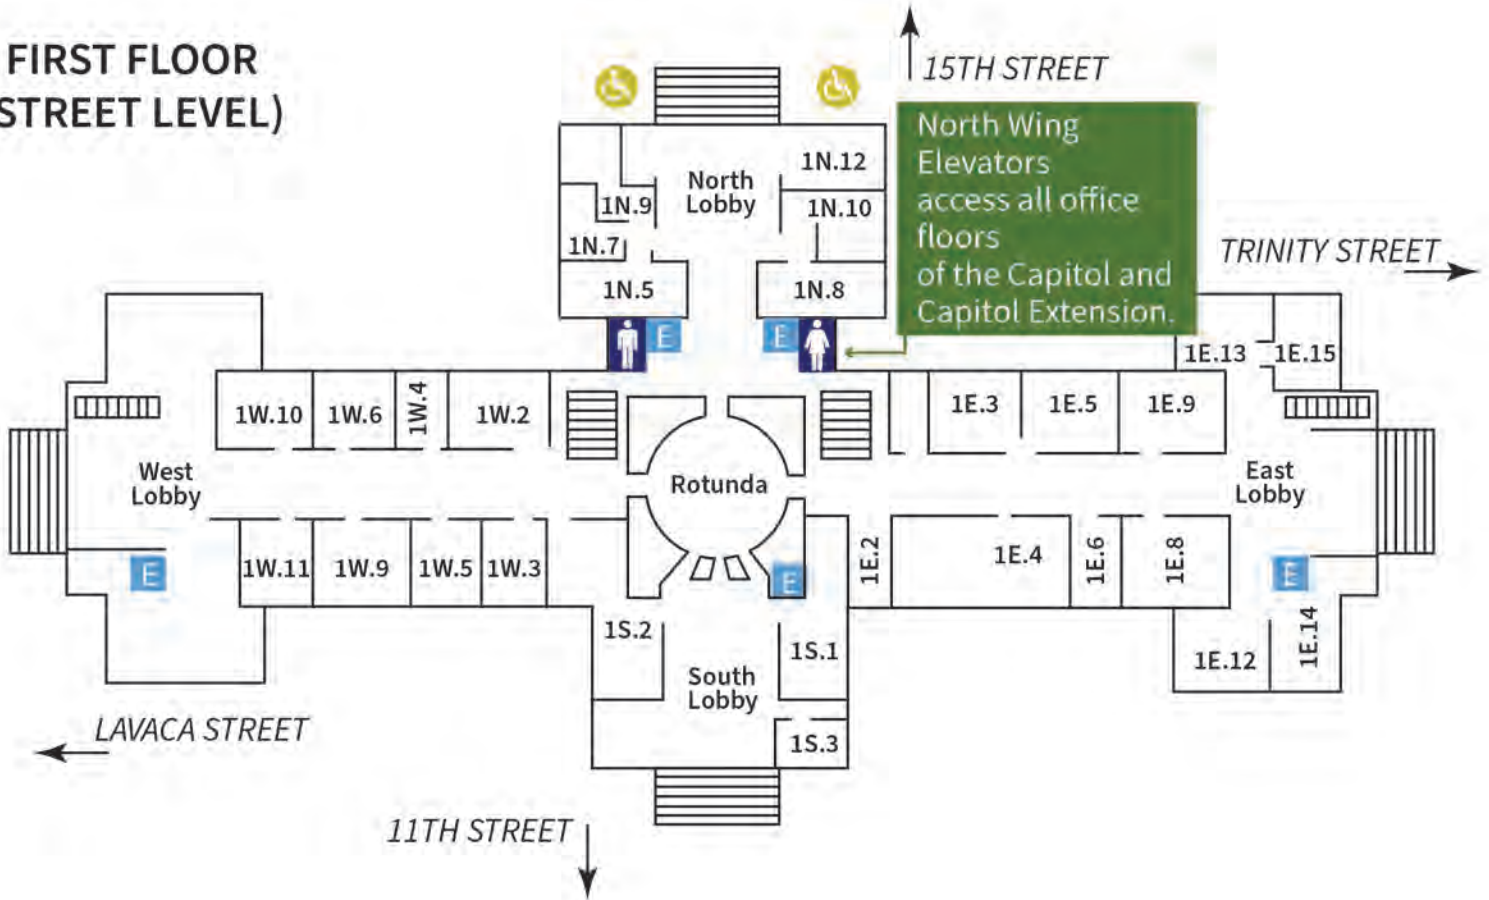 FIRST FLOOR
STREET LEVEL)
15TH STREET
North Wing
Elevators
access all office
floors
of the Capitol and
Capitol Extension.
TRINITY STREET
1N.12
North
Lobby
1N.9
1N.10
1N.7
1N.5
1N.8
E
E
1E.13
1E.15
1W.10
1W.6
1W.4
1W.2
1E.3
1E.5
1E.9
West
Lobby
Rotunda
East
Lobby
E
1W.11
1W.9
1W.5
1W.3
E
1E.2
1E.4
1E.6
1E.8
E
1S.2
1S.1
South
Lobby
1S.3
1E.12
1E.14
LAVACA STREET
11TH STREET